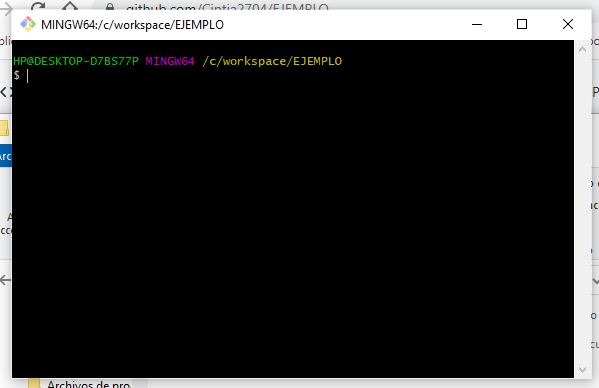 github.com/Cintia2704/EJEMPLO
MINGW64:/c/workspace/EJEMPLO
HP@DESKTOP-D7BS77P MINGW64 /c/workspace/EJEMPLO
$
Archivos de pro